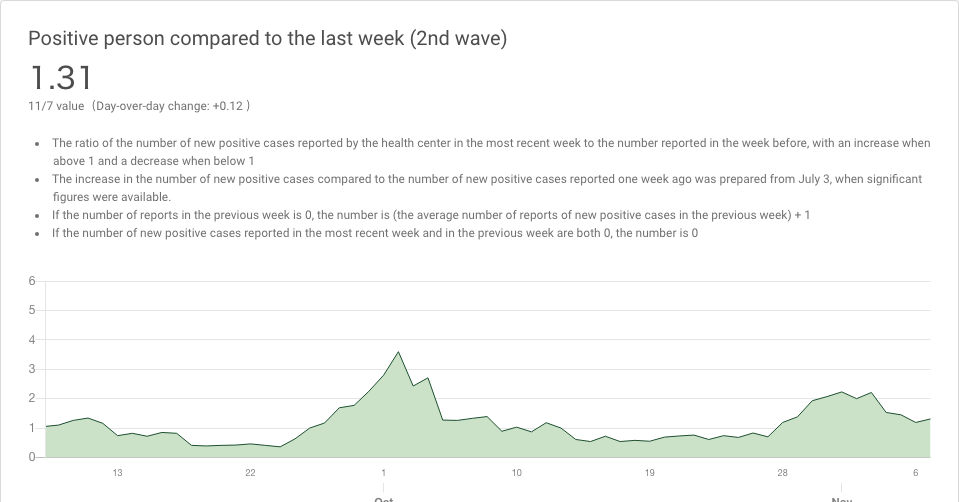 Positive person compared to the last week (2nd wave)
1.31
11/7 value （Day-over-day change: +0.12 ）
• The ratio of the number of new positive cases reported by the health center in the most recent week to the number reported in the week before, with an increase when
above 1 and a decrease when below 1
• The increase in the number of new positive cases compared to the number of new positive cases reported one week ago was prepared from July 3, when significant
figures were available.
• If the number of reports in the previous week is 0, the number is (the average number of reports of new positive cases in the previous week) + 1
• If the number of new positive cases reported in the most recent week and in the previous week are both 0, the number is 0
6
5
4
3
2
1
0
13 22 1 10 19 28 6
Oct Nov